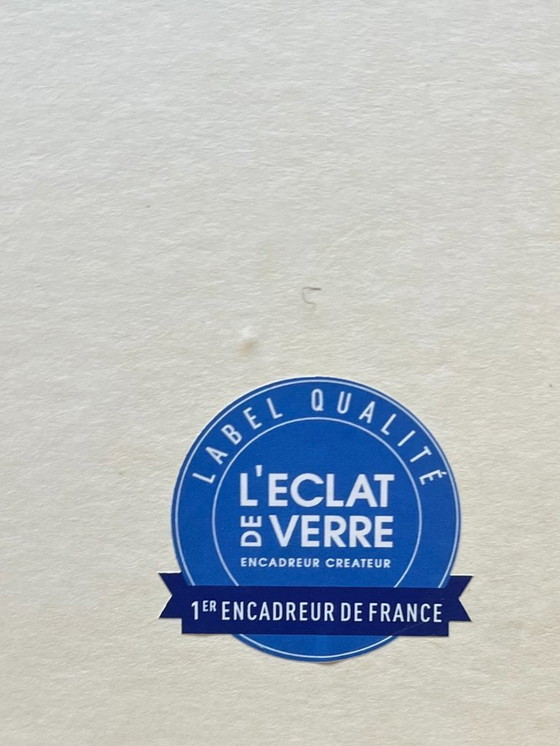 LABEL QUALITÉ
L'ECLAT
DE VERRE
ENCADREUR CREATEUR
1ER ENCADREUR DE FRANCE